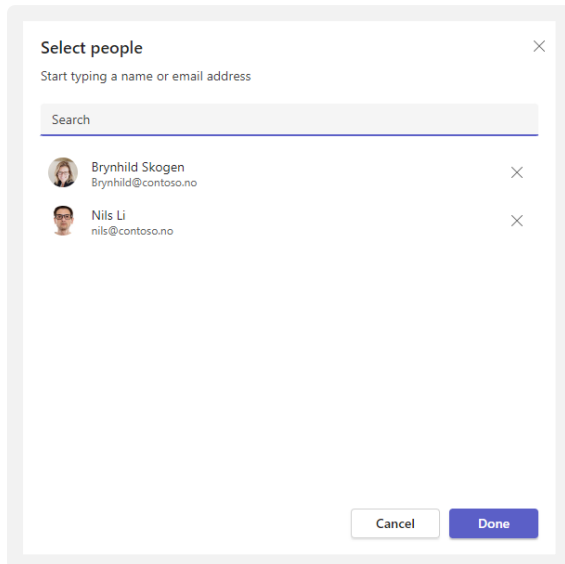 Select people
Start typing a name or email address
Search
Brynhild Skogen
Brynhild@contoso.no
Nils Li
nils@contoso.no
Cancel
Done